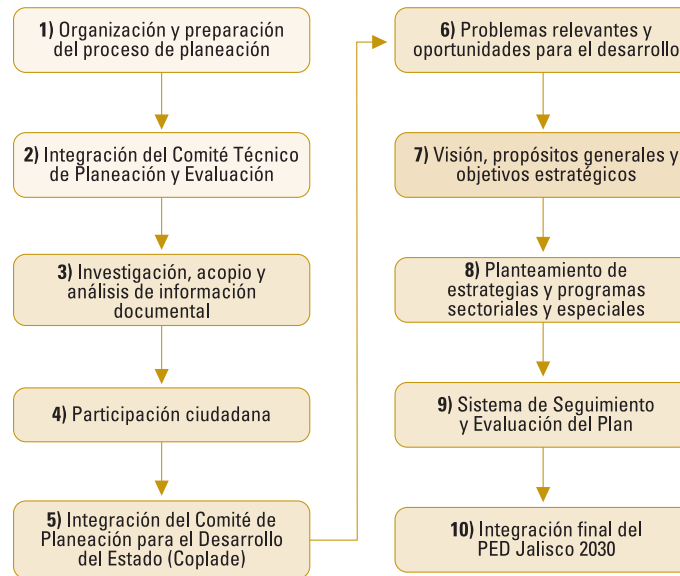 1) Organización y preparación
del proceso de planeación
2) Integración del Comité Técnico
de Planeación y Evaluación
3) Investigación, acopio y
análisis de información
documental
4) Participación ciudadana
5) Integración del Comité de
Planeación para el Desarrollo
del Estado (Coplade)
6) Problemas relevantes y
oportunidades para el desarrollo
7) Visión, propósitos generales y
objetivos estratégicos
8) Planteamiento de
estrategias y programas
sectoriales y especiales
9) Sistema de Seguimiento
y Evaluación del Plan
10) Integración final del
PED Jalisco 2030